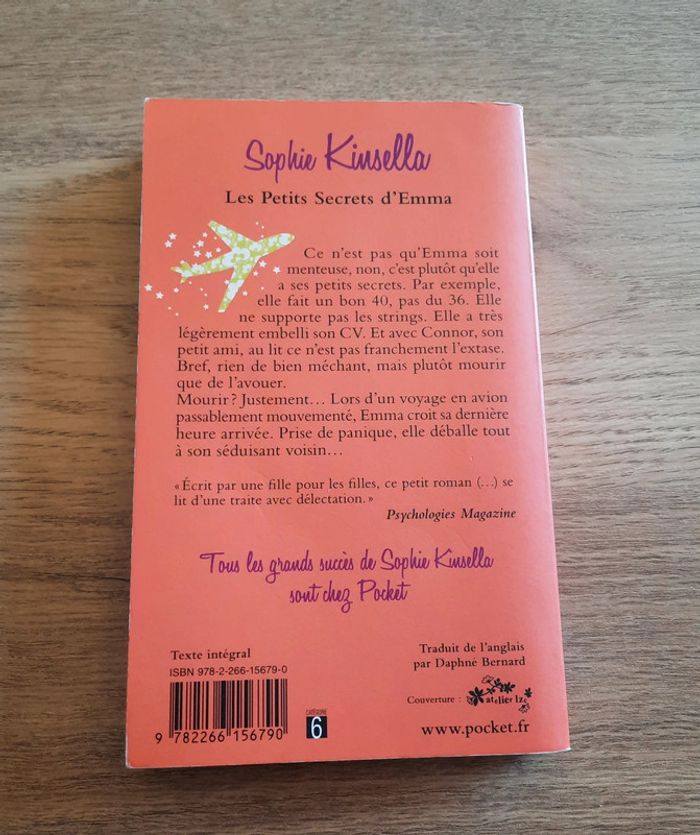 Sophie Kinsella
Les Petits Secrets d'Emma
Ce n'est pas qu'Emma soit
menteuse, non, c'est plutôt qu'elle
a ses petits secrets. Par exemple,
elle fait un bon 40, pas du 36. Elle
ne supporte pas les strings. Elle a très
légèrement embelli son CV. Et avec Connor, son
petit ami, au lit ce n'est pas franchement l'extase.
Bref, rien de bien méchant, mais plutôt mourir
que de l'avouer.
Mourir ? Justement… Lors d'un voyage en avion
passablement mouvementé, Emma croit sa dernière
heure arrivée. Prise de panique, elle déballe tout
à son séduisant voisin…
« Écrit par une fille pour les filles, ce petit roman (…) se
lit d'une traite avec délectation. »
Psychologies Magazine
Tous les grands succès de Sophie Kinsella
sont chez Pocket
Texte intégral
ISBN 978-2-266-15679-0
CATÉGORIE
6
9 782266 156790
Traduit de l'anglais
par Daphné Bernard
Couverture : atelier lzc
www.pocket.fr